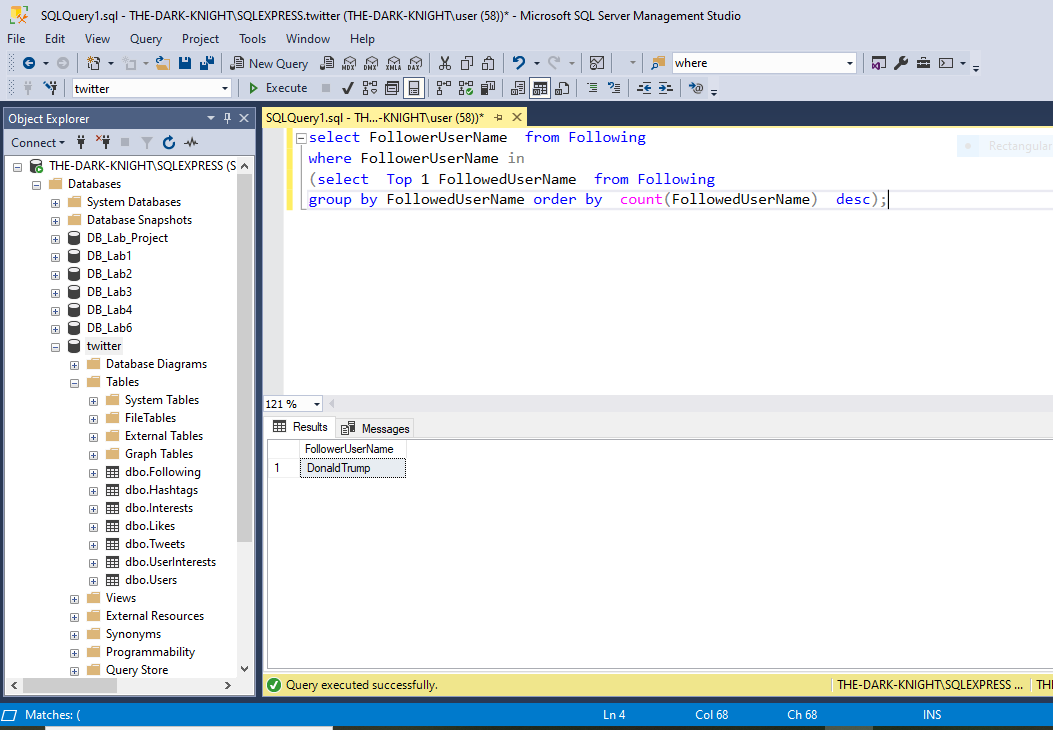 SQLQuery1.sql - THE-DARK-KNIGHT\SQLEXPRESS.twitter (THE-DARK-KNIGHT\user (58))* - Microsoft SQL Server Management Studio
File Edit View Query Project Tools Window Help
New Query MDX DMX XMLA DAX where
twitter Execute
Object Explorer
Connect
THE-DARK-KNIGHT\SQLEXPRESS (S
Databases
System Databases
Database Snapshots
DB_Lab_Project
DB_Lab1
DB_Lab2
DB_Lab3
DB_Lab4
DB_Lab6
twitter
Database Diagrams
Tables
System Tables
FileTables
External Tables
Graph Tables
dbo.Following
dbo.Hashtags
dbo.Interests
dbo.Likes
dbo.Tweets
dbo.UserInterests
dbo.Users
Views
External Resources
Synonyms
Programmability
Query Store
SQLQuery1.sql - TH...-KNIGHT\user (58))*
select FollowerUserName  from Following
where FollowerUserName in
(select  Top 1 FollowedUserName  from Following
group by FollowedUserName order by  count(FollowedUserName)  desc);
Rectangular
121 %
Results Messages
FollowerUserName
1 DonaldTrump
Query executed successfully. THE-DARK-KNIGHT\SQLEXPRESS ... TH
Matches: ( Ln 4 Col 68 Ch 68 INS